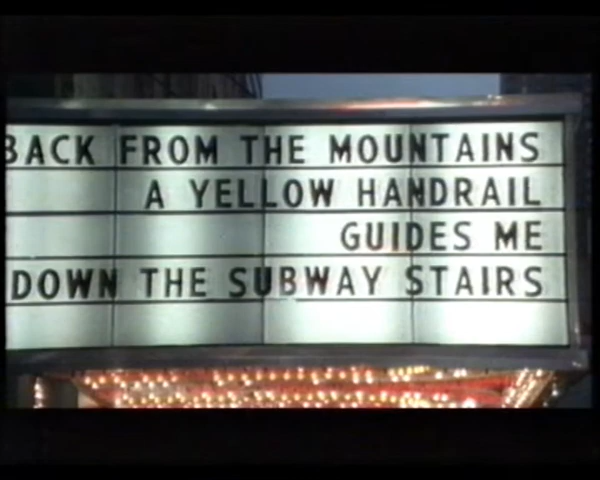 BACK FROM THE MOUNTAINS
A YELLOW HANDRAIL
GUIDES ME
DOWN THE SUBWAY STAIRS